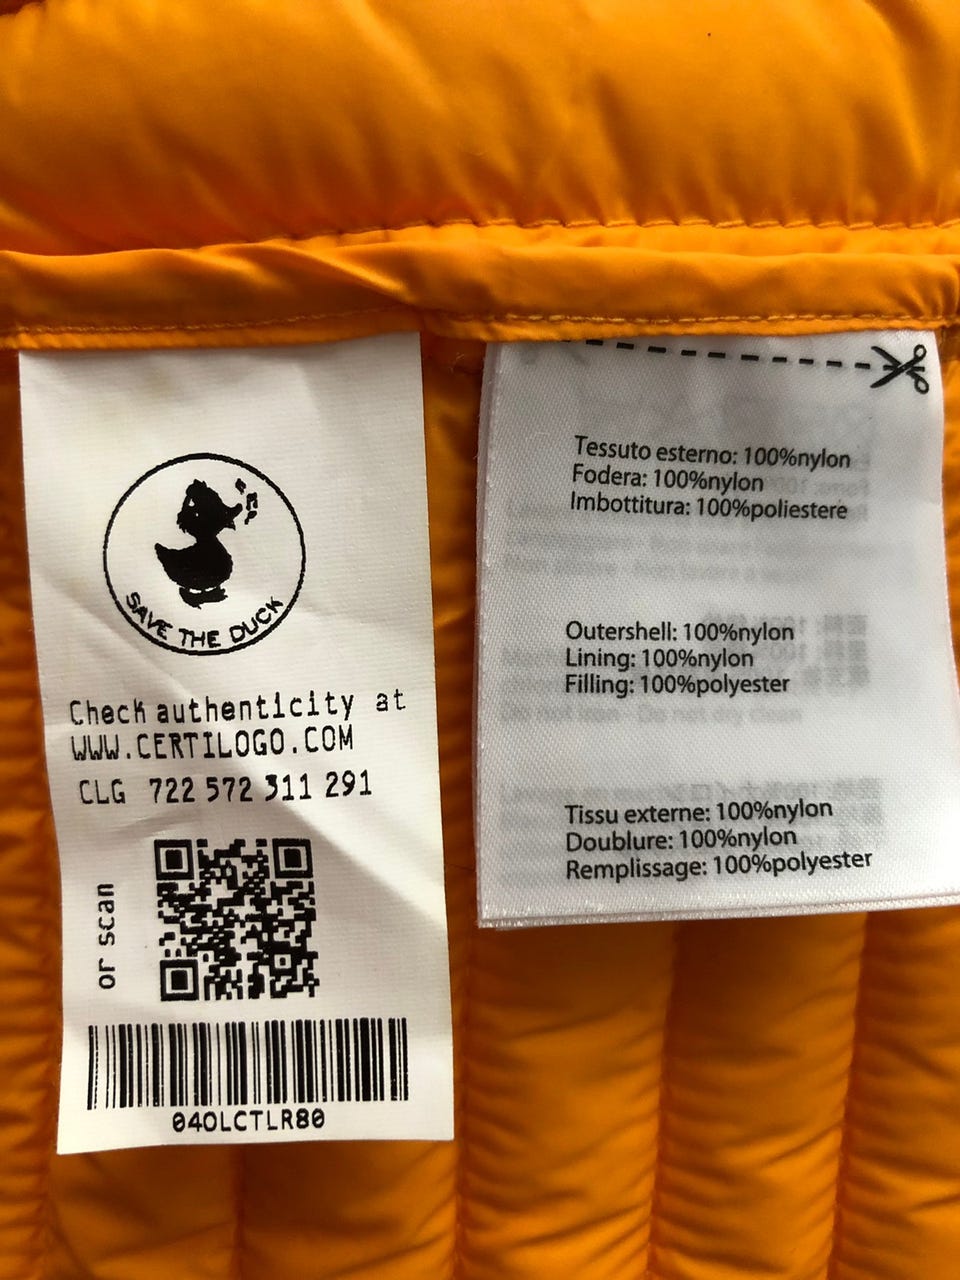 SAVE THE DUCK
Check authenticity at
WWW.CERTILOGO.COM
CLG 722 572 311 291
or scan
04OLCTLR80
Tessuto esterno: 100%nylon
Fodera: 100%nylon
Imbottitura: 100%poliestere
Outershell: 100%nylon
Lining: 100%nylon
Filling: 100%polyester
Tissu externe: 100%nylon
Doublure: 100%nylon
Remplissage: 100%polyester